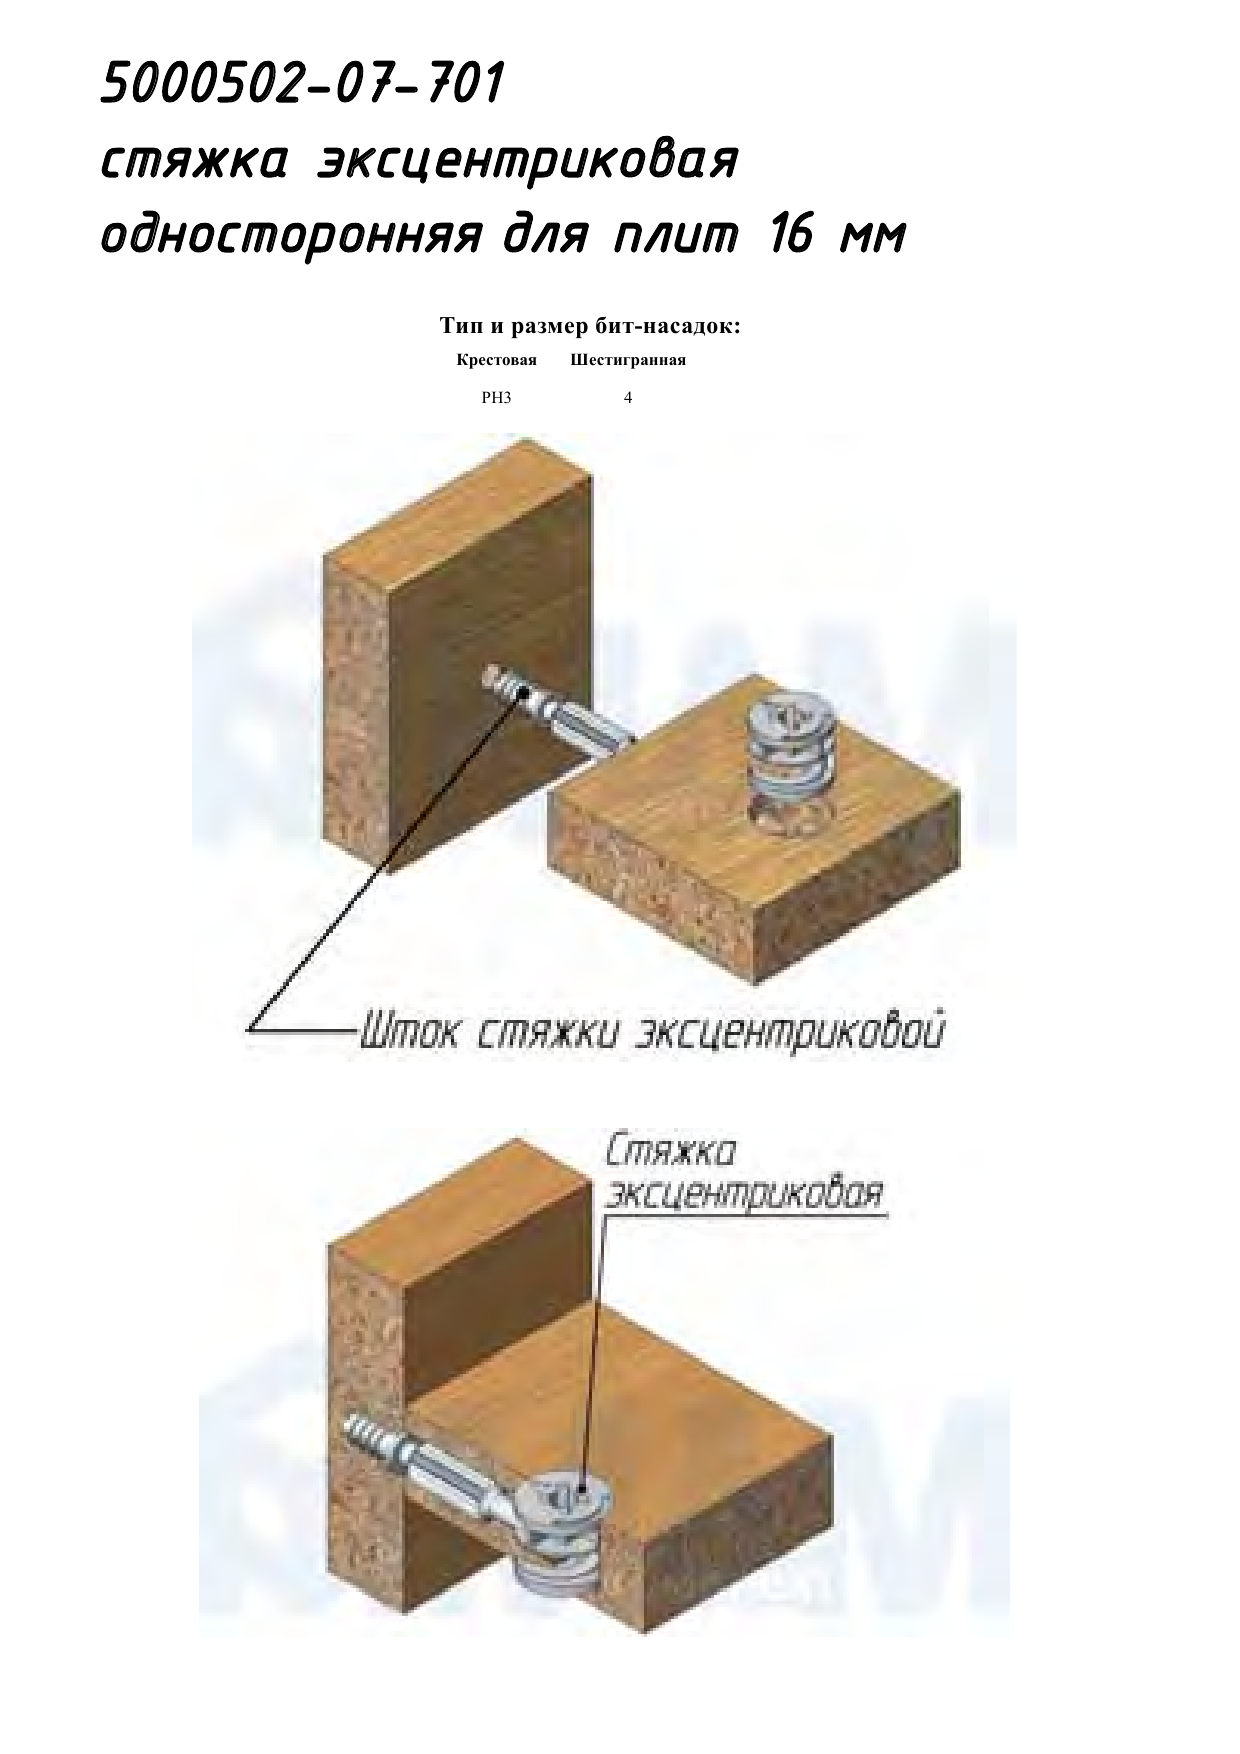 5000502-07-701
стяжка эксцентриковая
односторонняя для плит 16 мм
Тип и размер бит-насадок:
Крестовая Шестигранная
PH3 4
Шток стяжки эксцентриковой
Стяжка
эксцентриковая